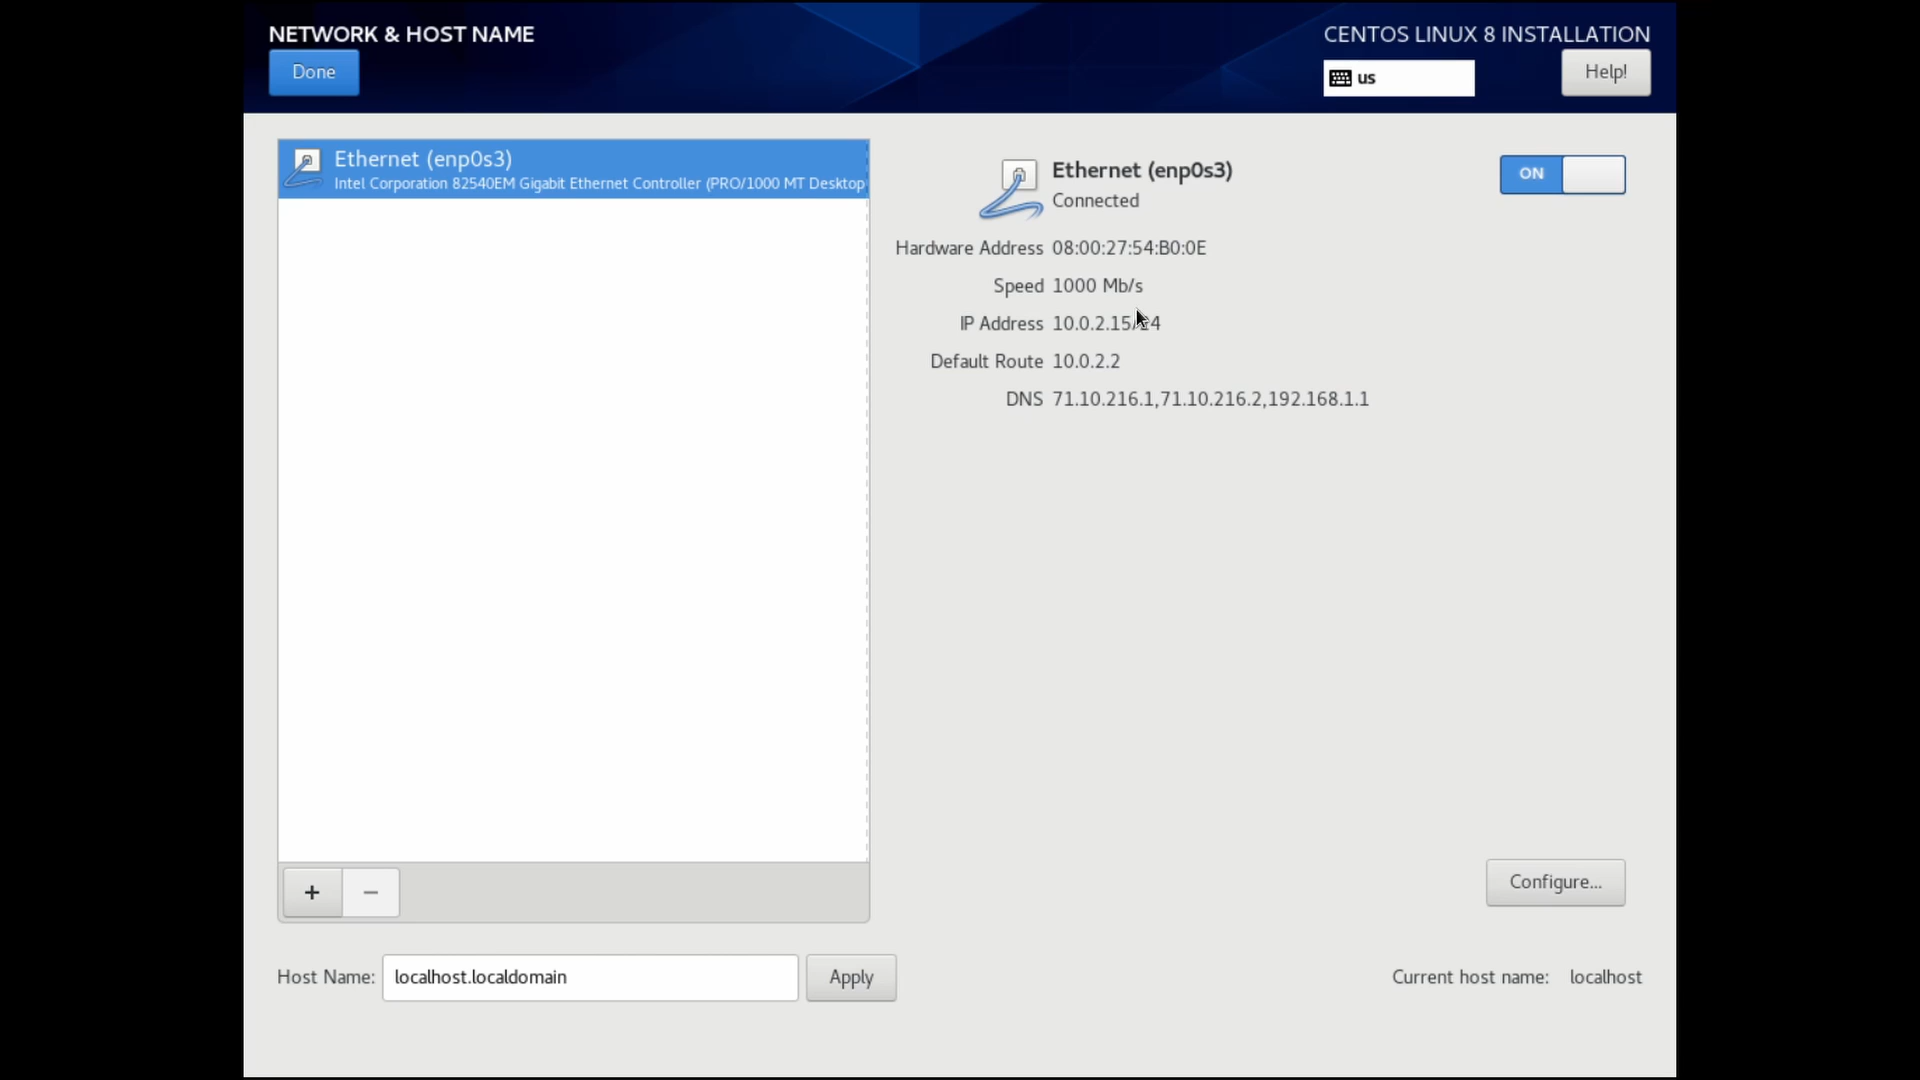 NETWORK & HOST NAME
Done
CENTOS LINUX 8 INSTALLATION
us
Help!
Ethernet (enp0s3)
Intel Corporation 82540EM Gigabit Ethernet Controller (PRO/1000 MT Desktop
Ethernet (enp0s3)
Connected
ON
Hardware Address 08:00:27:54:B0:0E
Speed 1000 Mb/s
IP Address 10.0.2.15/24
Default Route 10.0.2.2
DNS 71.10.216.1,71.10.216.2,192.168.1.1
+ −
Configure...
Host Name: localhost.localdomain Apply
Current host name: localhost